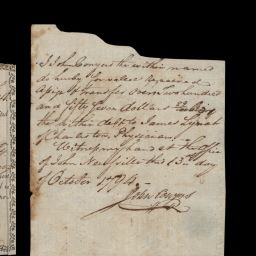 I John Conyers the within named
do hereby for value Received
Assign & transfer over two hundred
and fifty seven dollars
the within debt to James Lynah
of Charleston, Physician.
Witness my hand at the Office
of John Neufville this 13th day
of October 1794.
John Conyers